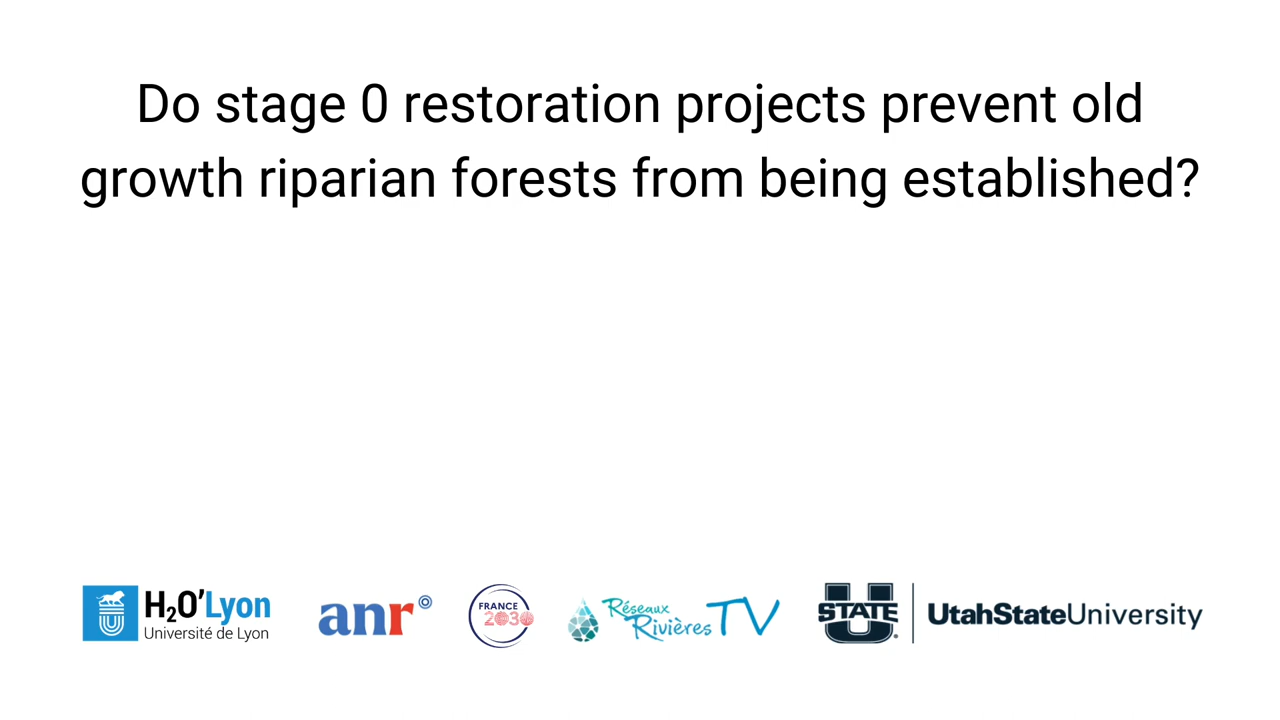 Do stage 0 restoration projects prevent old
growth riparian forests from being established?
H₂O'Lyon
Université de Lyon
anr
FRANCE
2030
Réseaux
Rivières TV
STATE
UtahStateUniversity